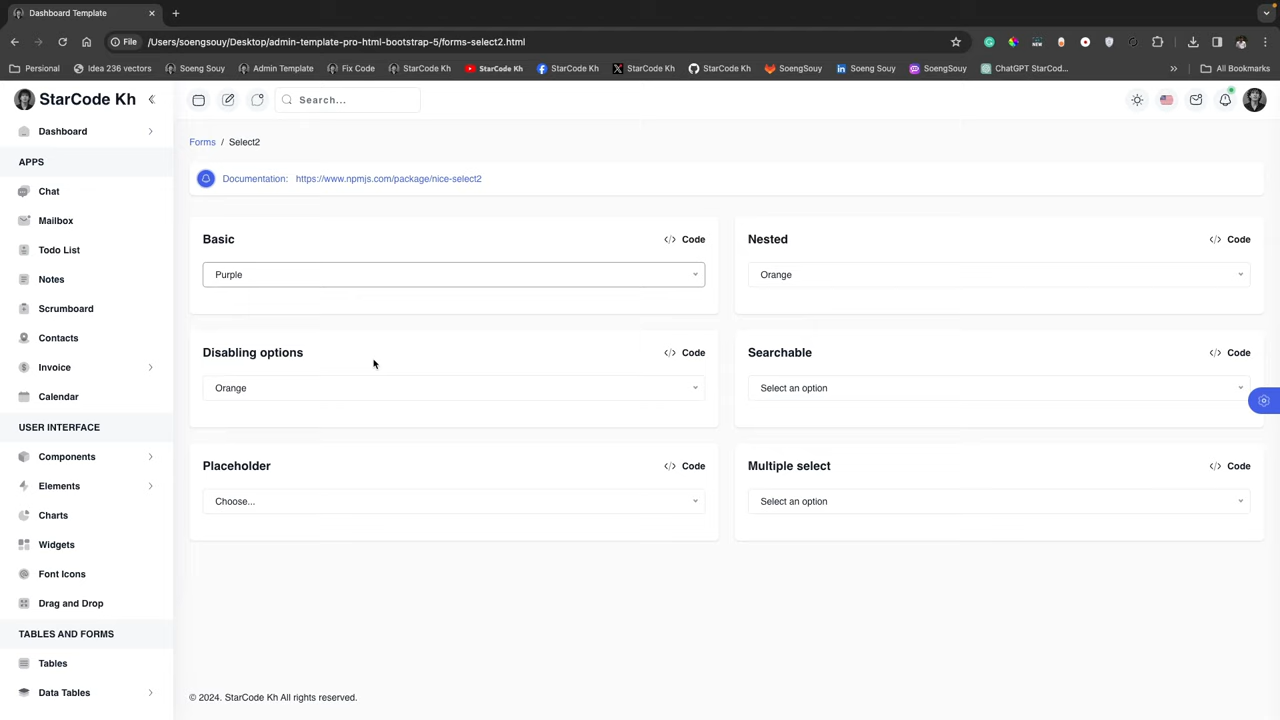 Dashboard Template
File
/Users/soengsouy/Desktop/admin-template-pro-html-bootstrap-5/forms-select2.html
Personal
Idea 236 vectors
Soeng Souy
Admin Template
Fix Code
StarCode Kh
StarCode Kh
StarCode Kh
StarCode Kh
StarCode Kh
SoengSouy
Soeng Souy
SoengSouy
ChatGPT StarCod...
All Bookmarks
StarCode Kh
Search...
Dashboard
APPS
Chat
Mailbox
Todo List
Notes
Scrumboard
Contacts
Invoice
Calendar
USER INTERFACE
Components
Elements
Charts
Widgets
Font Icons
Drag and Drop
TABLES AND FORMS
Tables
Data Tables
Forms / Select2
Documentation: https://www.npmjs.com/package/nice-select2
Basic
</> Code
Purple
Nested
</> Code
Orange
Disabling options
</> Code
Orange
Searchable
</> Code
Select an option
Placeholder
</> Code
Choose...
Multiple select
</> Code
Select an option
© 2024. StarCode Kh All rights reserved.